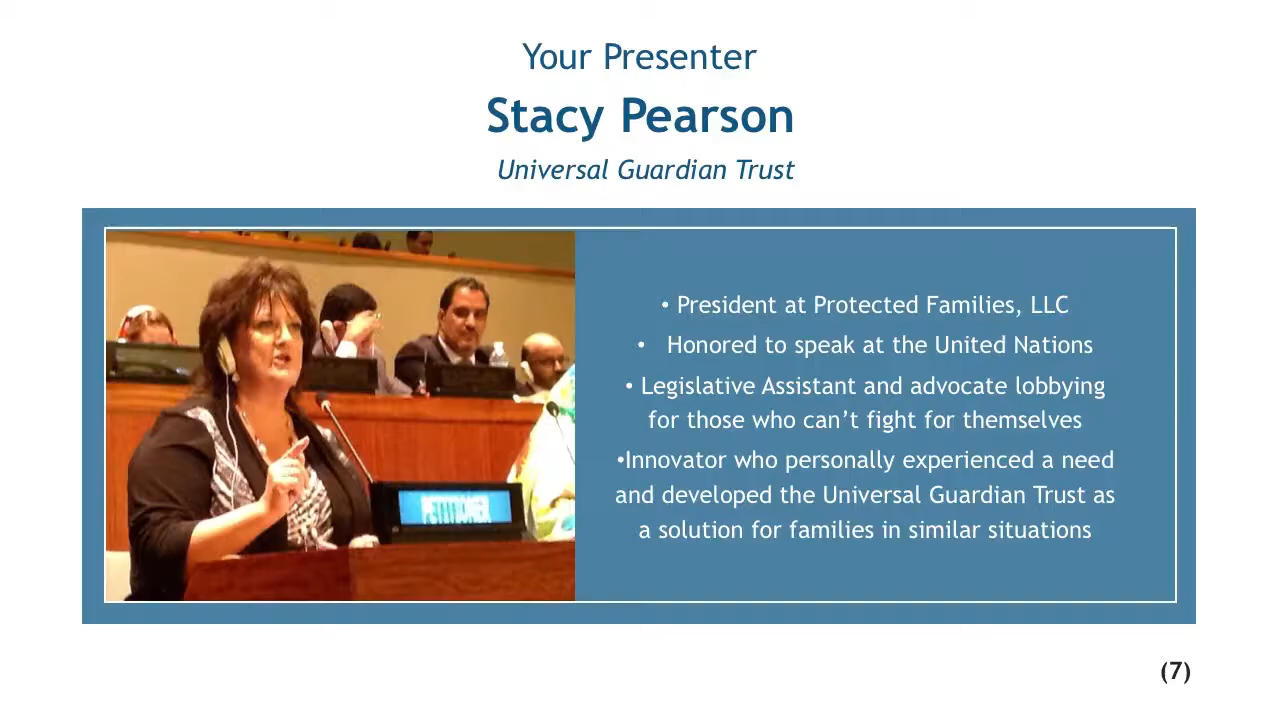 Your Presenter
Stacy Pearson
Universal Guardian Trust
• President at Protected Families, LLC
• Honored to speak at the United Nations
• Legislative Assistant and advocate lobbying
for those who can’t fight for themselves
•Innovator who personally experienced a need
and developed the Universal Guardian Trust as
a solution for families in similar situations
PETITIONER
(7)